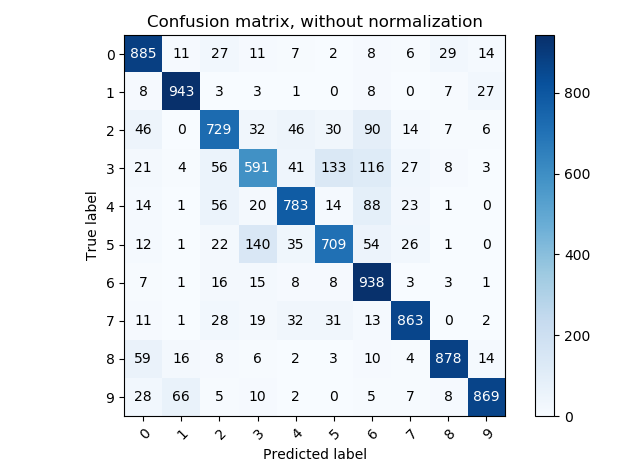 Confusion matrix, without normalization
0 885 11 27 11 7 2 8 6 29 14
1 8 943 3 3 1 0 8 0 7 27
2 46 0 729 32 46 30 90 14 7 6
3 21 4 56 591 41 133 116 27 8 3
4 14 1 56 20 783 14 88 23 1 0
5 12 1 22 140 35 709 54 26 1 0
6 7 1 16 15 8 8 938 3 3 1
7 11 1 28 19 32 31 13 863 0 2
8 59 16 8 6 2 3 10 4 878 14
9 28 66 5 10 2 0 5 7 8 869
0 1 2 3 4 5 6 7 8 9
Predicted label
True label
800
600
400
200
0